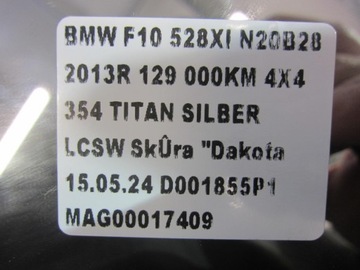 BMW F10 528XI N20B28
2013R 129 000KM 4X4
354 TITAN SILBER
LCSW SkÛra "Dakota
15.05.24 D001855P1
MAG00017409